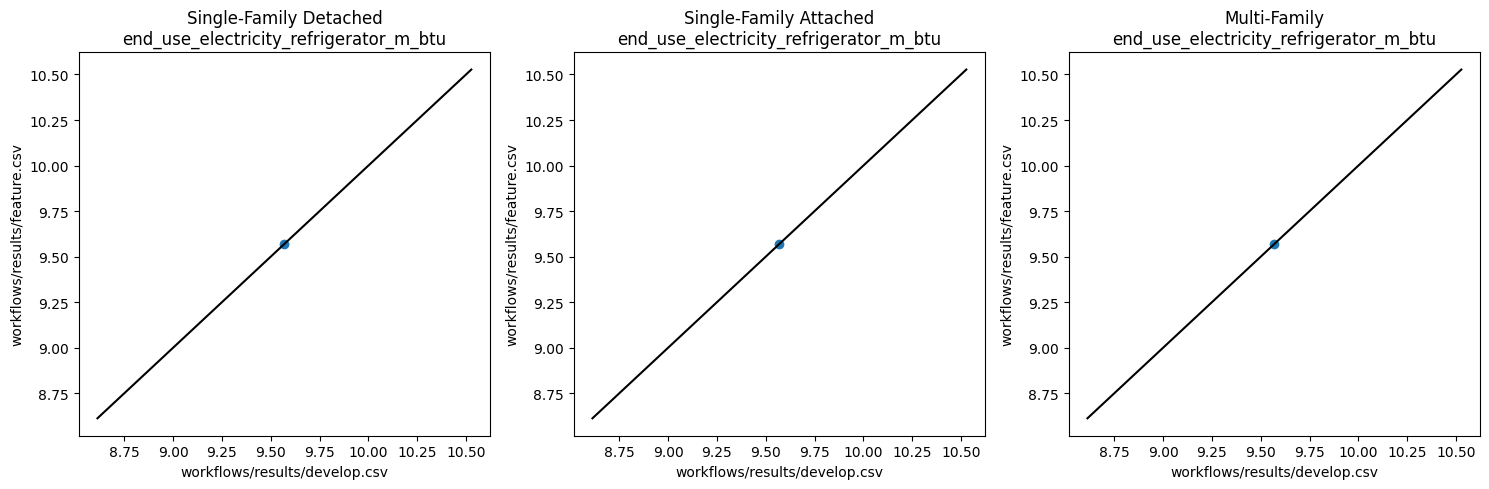 Single-Family Detached
end_use_electricity_refrigerator_m_btu
workflows/results/feature.csv
10.50
10.25
10.00
9.75
9.50
9.25
9.00
8.75
8.75 9.00 9.25 9.50 9.75 10.00 10.25 10.50
workflows/results/develop.csv
Single-Family Attached
end_use_electricity_refrigerator_m_btu
workflows/results/feature.csv
10.50
10.25
10.00
9.75
9.50
9.25
9.00
8.75
8.75 9.00 9.25 9.50 9.75 10.00 10.25 10.50
workflows/results/develop.csv
Multi-Family
end_use_electricity_refrigerator_m_btu
workflows/results/feature.csv
10.50
10.25
10.00
9.75
9.50
9.25
9.00
8.75
8.75 9.00 9.25 9.50 9.75 10.00 10.25 10.50
workflows/results/develop.csv